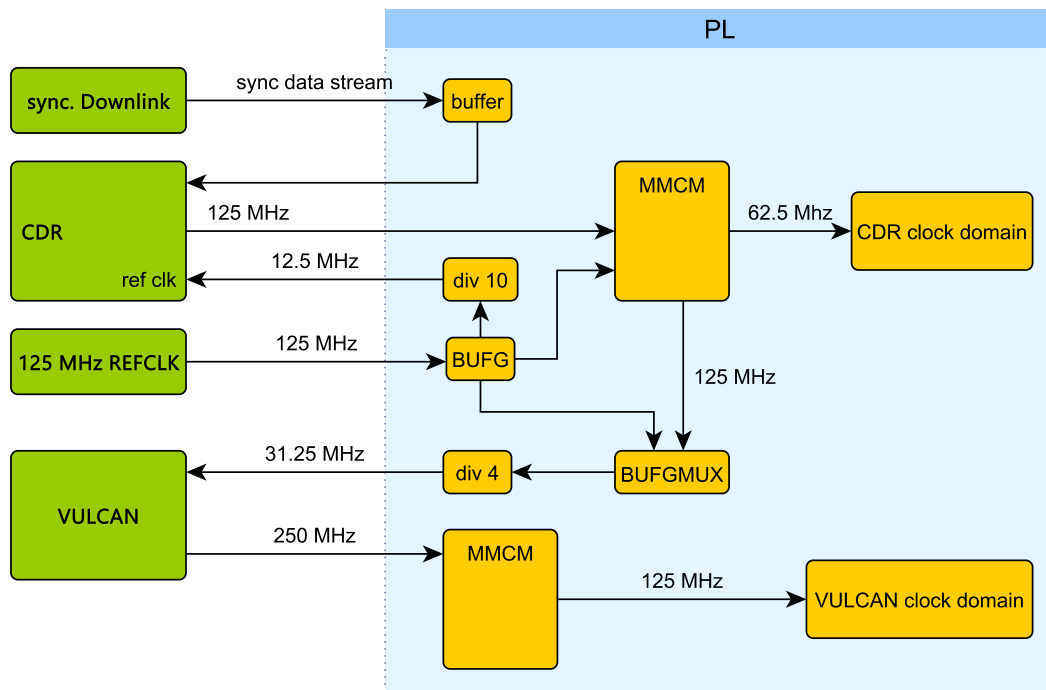 PL
sync data stream
sync. Downlink
buffer
MMCM
125 MHz
62.5 Mhz
CDR
CDR clock domain
12.5 MHz
ref clk
div 10
125 MHz
125 MHz REFCLK
BUFG
125 MHz
31.25 MHz
div 4
BUFGMUX
VULCAN
250 MHz
MMCM
125 MHz
VULCAN clock domain